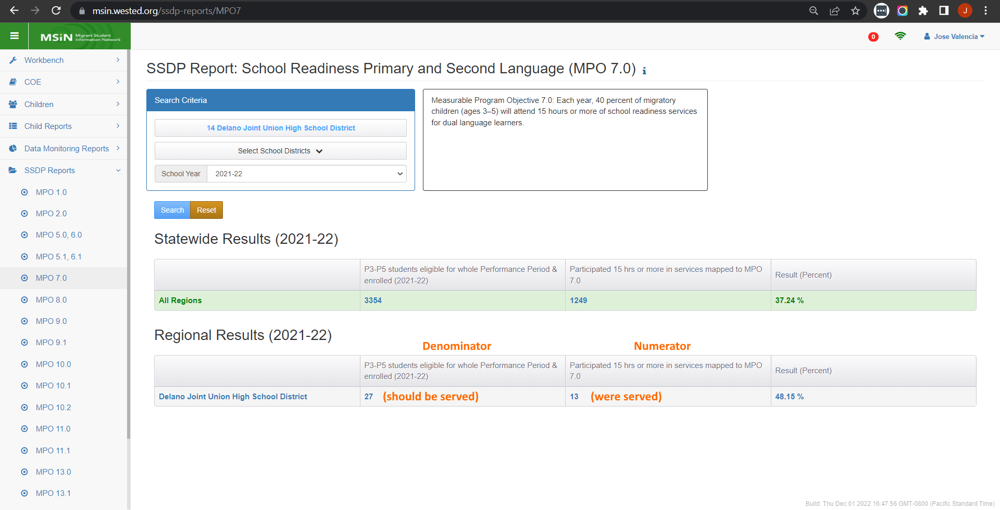 msin.wested.org/ssdp-reports/MPO7
J
MSiN Migrant Student
Information Network
0
Jose Valencia
Workbench
COE
Children
Child Reports
Data Monitoring Reports
SSDP Reports
MPO 1.0
MPO 2.0
MPO 5.0, 6.0
MPO 5.1, 6.1
MPO 7.0
MPO 8.0
MPO 9.0
MPO 9.1
MPO 10.0
MPO 10.1
MPO 10.2
MPO 11.0
MPO 11.1
MPO 13.0
MPO 13.1
SSDP Report: School Readiness Primary and Second Language (MPO 7.0)
Search Criteria
14 Delano Joint Union High School District
Select School Districts
School Year 2021-22
Measurable Program Objective 7.0: Each year, 40 percent of migratory
children (ages 3–5) will attend 15 hours or more of school readiness services
for dual language learners.
Search Reset
Statewide Results (2021-22)
P3-P5 students eligible for whole Performance Period &
enrolled (2021-22)
Participated 15 hrs or more in services mapped to MPO
7.0
Result (Percent)
All Regions 3354 1249 37.24 %
Regional Results (2021-22)
Denominator Numerator
P3-P5 students eligible for whole Performance Period &
enrolled (2021-22)
Participated 15 hrs or more in services mapped to MPO
7.0
Result (Percent)
Delano Joint Union High School District 27 (should be served) 13 (were served) 48.15 %
Build: Thu Dec 01 2022 16:47:56 GMT-0800 (Pacific Standard Time)